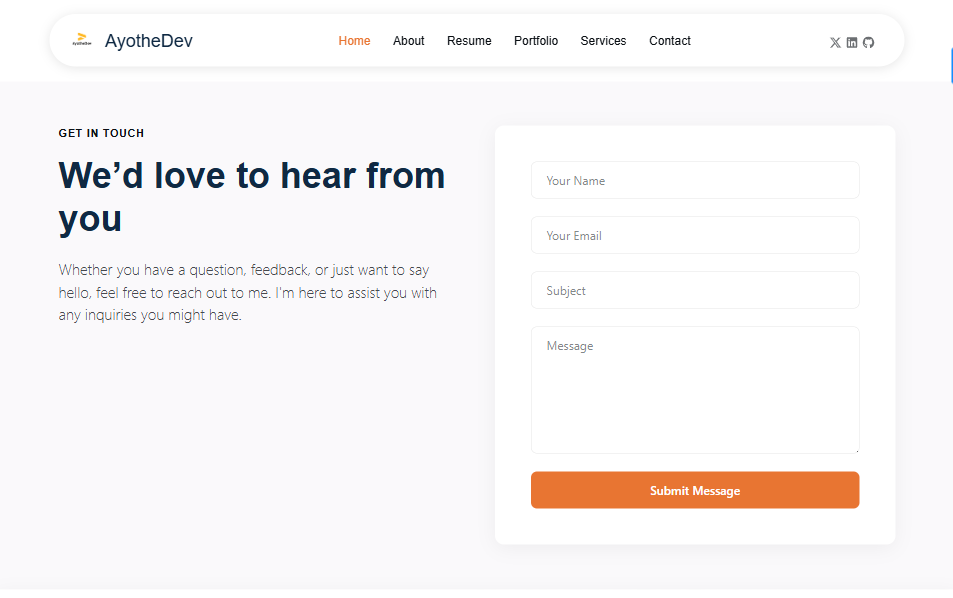 AyotheDev
Home About Resume Portfolio Services Contact
GET IN TOUCH
We’d love to hear from
you
Whether you have a question, feedback, or just want to say
hello, feel free to reach out to me. I'm here to assist you with
any inquiries you might have.
Your Name
Your Email
Subject
Message
Submit Message